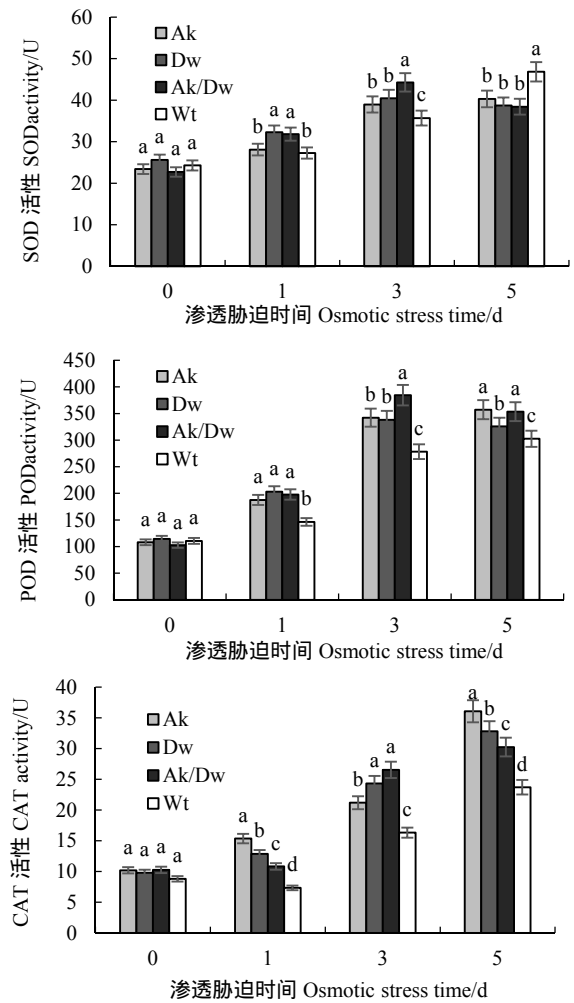 60
50
40
30
20
10
0
SOD 活性 SODactivity/U
Ak
Dw
Ak/Dw
Wt
a a a a
b a a b
b b a c
b b b a
0 1 3 5
渗透胁迫时间 Osmotic stress time/d
450
400
350
300
250
200
150
100
50
0
POD 活性 PODactivity/U
Ak
Dw
Ak/Dw
Wt
a a a a
a a a b
b b a c
a b a c
0 1 3 5
渗透胁迫时间 Osmotic stress time/d
40
35
30
25
20
15
10
5
0
CAT 活性 CAT activity/U
Ak
Dw
Ak/Dw
Wt
a a a a
a b c d
b a a c
a b c d
0 1 3 5
渗透胁迫时间 Osmotic stress time/d